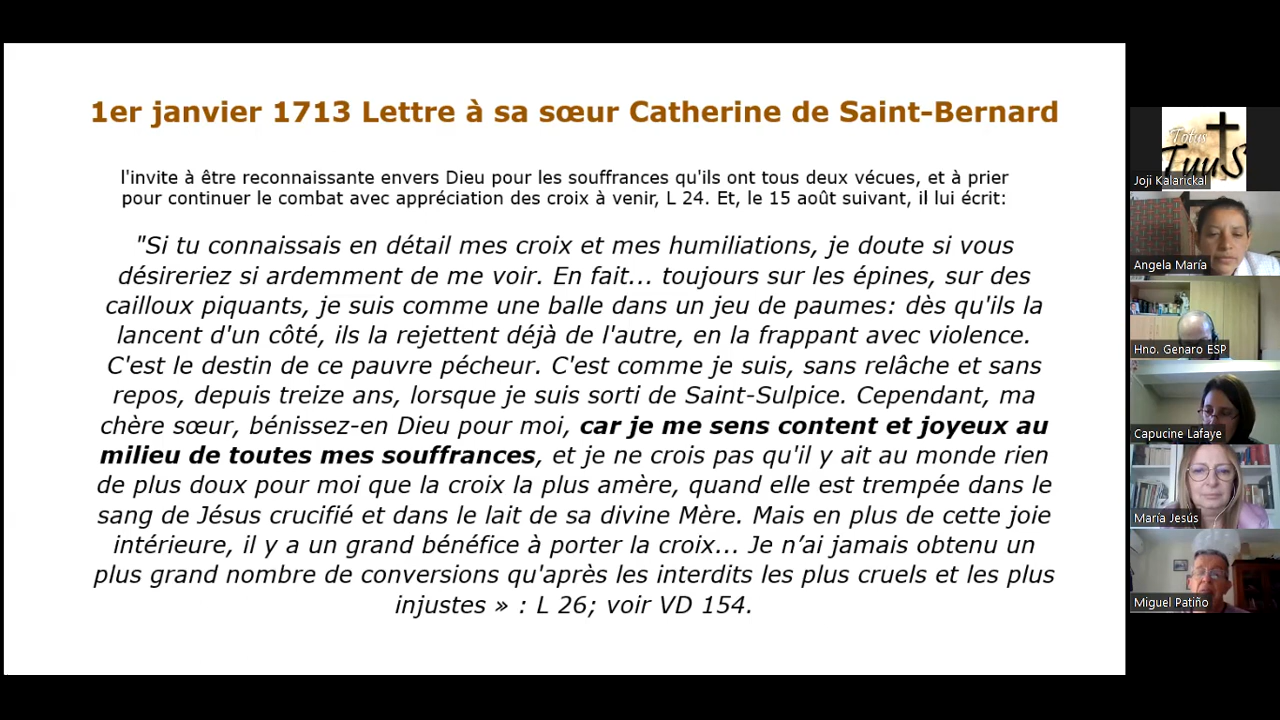 1er janvier 1713 Lettre à sa sœur Catherine de Saint-Bernard
l'invite à être reconnaissante envers Dieu pour les souffrances qu'ils ont tous deux vécues, et à prier
pour continuer le combat avec appréciation des croix à venir, L 24. Et, le 15 août suivant, il lui écrit:
"Si tu connaissais en détail mes croix et mes humiliations, je doute si vous
désireriez si ardemment de me voir. En fait... toujours sur les épines, sur des
cailloux piquants, je suis comme une balle dans un jeu de paumes: dès qu'ils la
lancent d'un côté, ils la rejettent déjà de l'autre, en la frappant avec violence.
C'est le destin de ce pauvre pécheur. C'est comme je suis, sans relâche et sans
repos, depuis treize ans, lorsque je suis sorti de Saint-Sulpice. Cependant, ma
chère sœur, bénissez-en Dieu pour moi, car je me sens content et joyeux au
milieu de toutes mes souffrances, et je ne crois pas qu'il y ait au monde rien
de plus doux pour moi que la croix la plus amère, quand elle est trempée dans le
sang de Jésus crucifié et dans le lait de sa divine Mère. Mais en plus de cette joie
intérieure, il y a un grand bénéfice à porter la croix... Je n’ai jamais obtenu un
plus grand nombre de conversions qu'après les interdits les plus cruels et les plus
injustes » : L 26; voir VD 154.
Totus
Tuus
Joji Kalarickal
Angela María
Hno. Genaro ESP
Capucine Lafaye
María Jesús
Miguel Patiño